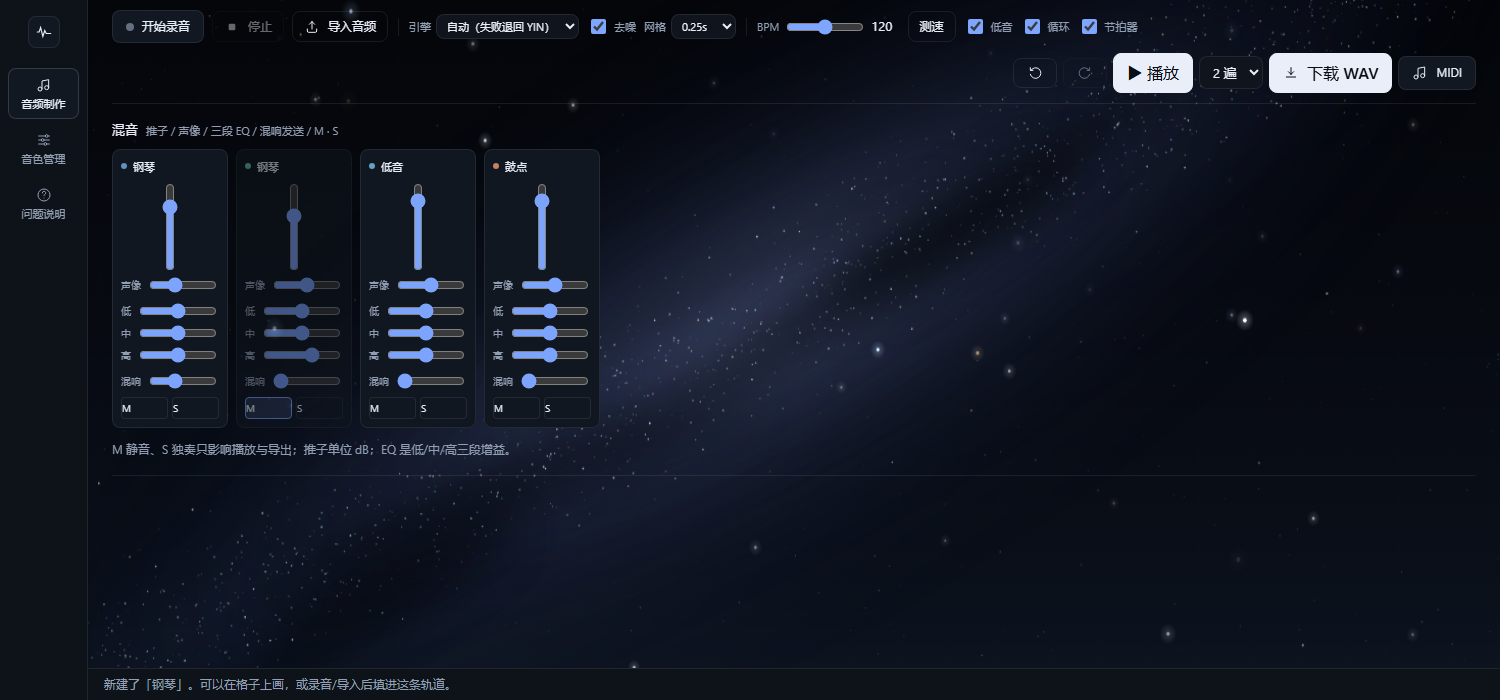 开始录音 停止 导入音频 引擎 自动（失败退回 YIN） 去噪 网格 0.25s BPM 120 测速 低音 循环 节拍器
播放 2 遍 下载 WAV MIDI
音频制作
音色管理
问题说明
混音 推子 / 声像 / 三段 EQ / 混响发送 / M · S
钢琴 钢琴 低音 鼓点
声像 声像 声像 声像
低 低 低 低
中 中 中 中
高 高 高 高
混响 混响 混响 混响
M S M S M S M S
M 静音、S 独奏只影响播放与导出；推子单位 dB；EQ 是低/中/高三段增益。
新建了「钢琴」。可以在格子上画，或录音/导入后填进这条轨道。